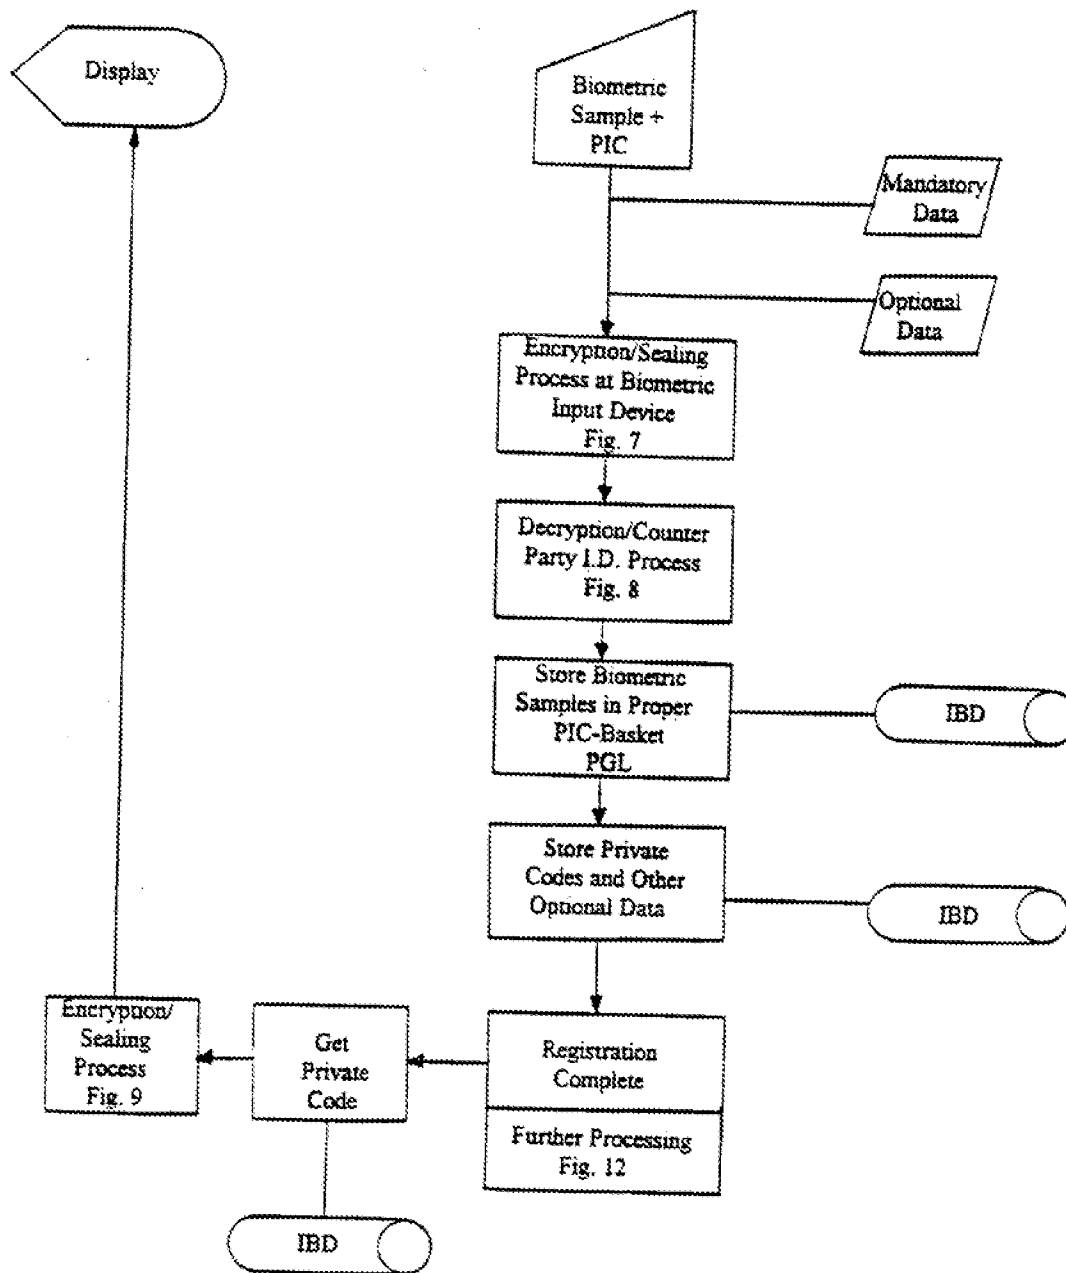 Display
Biometric
Sample +
PIC
Mandatory
Data
Optional
Data
Encryption/Sealing
Process at Biometric
Input Device
Fig. 7
Decryption/Counter
Party I.D. Process
Fig. 8
Store Biometric
Samples in Proper
PIC-Basket
PGL
IBD
Store Private
Codes and Other
Optional Data
IBD
Encryption/
Sealing
Process
Fig. 9
Get
Private
Code
Registration
Complete
Further Processing
Fig. 12
IBD